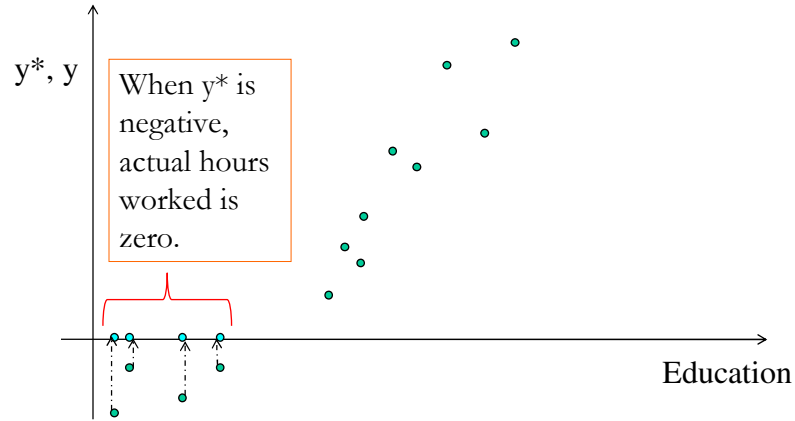 y*, y
When y* is
negative,
actual hours
worked is
zero.
Education